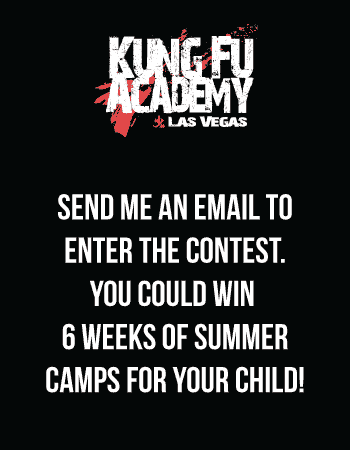 KUNG FU
ACADEMY
LAS VEGAS
SEND ME AN EMAIL TO
ENTER THE CONTEST.
YOU COULD WIN
6 WEEKS OF SUMMER
CAMPS FOR YOUR CHILD!